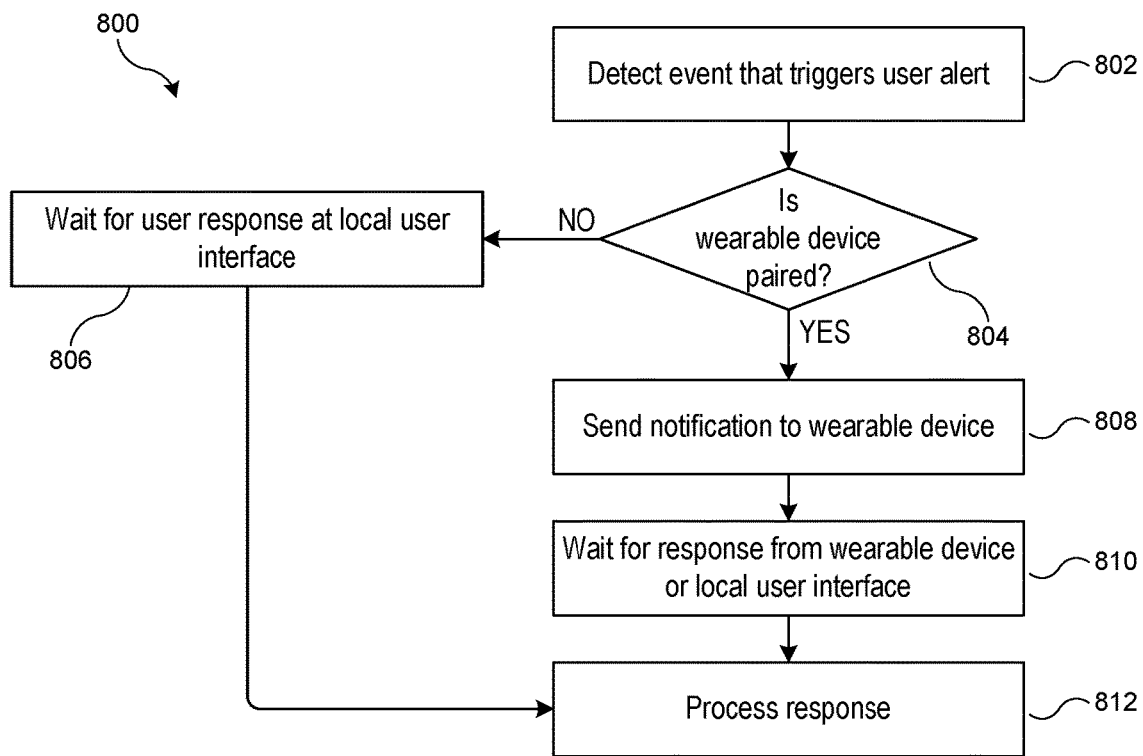 800
Detect event that triggers user alert
802
Is
wearable device
paired?
804
NO
Wait for user response at local user
interface
806
YES
Send notification to wearable device
808
Wait for response from wearable device
or local user interface
810
Process response
812